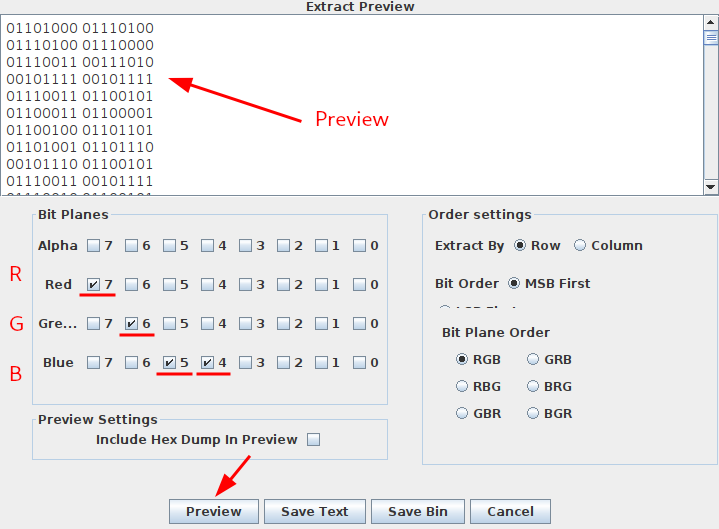 Extract Preview
01101000 01110100
01110100 01110000
01110011 00111010
00101111 00101111
01110011 01100101
01100011 01100001
01100100 01101101
01101001 01101110
00101110 01100101
01110011 00101111
Preview
Bit Planes
Alpha 7 6 5 4 3 2 1 0
R Red 7 6 5 4 3 2 1 0
G Gre... 7 6 5 4 3 2 1 0
B Blue 7 6 5 4 3 2 1 0
Order settings
Extract By Row Column
Bit Order MSB First
Bit Plane Order
RGB GRB
RBG BRG
GBR BGR
Preview Settings
Include Hex Dump In Preview
Preview Save Text Save Bin Cancel